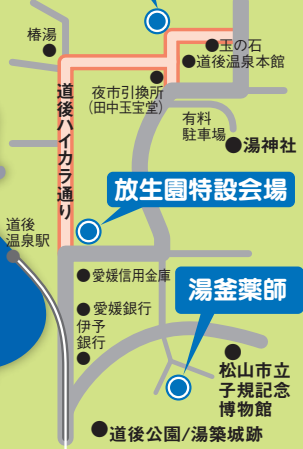 椿湯
玉の石
道後温泉本館
夜市引換所
（田中玉宝堂）
道後ハイカラ通り
有料
駐車場
湯神社
放生園特設会場
道後
温泉駅
愛媛信用金庫
湯釜薬師
愛媛銀行
伊予
銀行
松山市立
子規記念
博物館
道後公園/湯築城跡